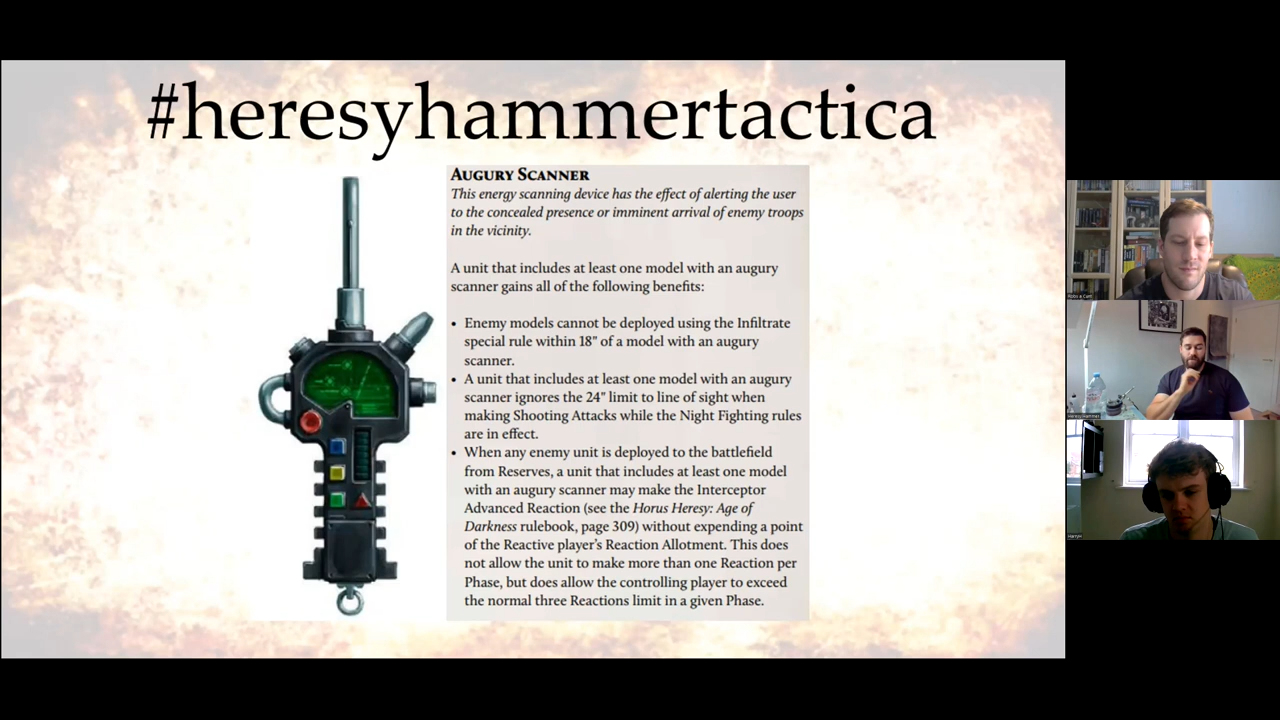 #heresyhammertactica
AUGURY SCANNER
This energy scanning device has the effect of alerting the user
to the concealed presence or imminent arrival of enemy troops
in the vicinity.
A unit that includes at least one model with an augury
scanner gains all of the following benefits:
• Enemy models cannot be deployed using the Infiltrate
special rule within 18" of a model with an augury
scanner.
• A unit that includes at least one model with an augury
scanner ignores the 24" limit to line of sight when
making Shooting Attacks while the Night Fighting rules
are in effect.
• When any enemy unit is deployed to the battlefield
from Reserves, a unit that includes at least one model
with an augury scanner may make the Interceptor
Advanced Reaction (see the Horus Heresy: Age of
Darkness rulebook, page 309) without expending a point
of the Reactive player's Reaction Allotment. This does
not allow the unit to make more than one Reaction per
Phase, but does allow the controlling player to exceed
the normal three Reactions limit in a given Phase.